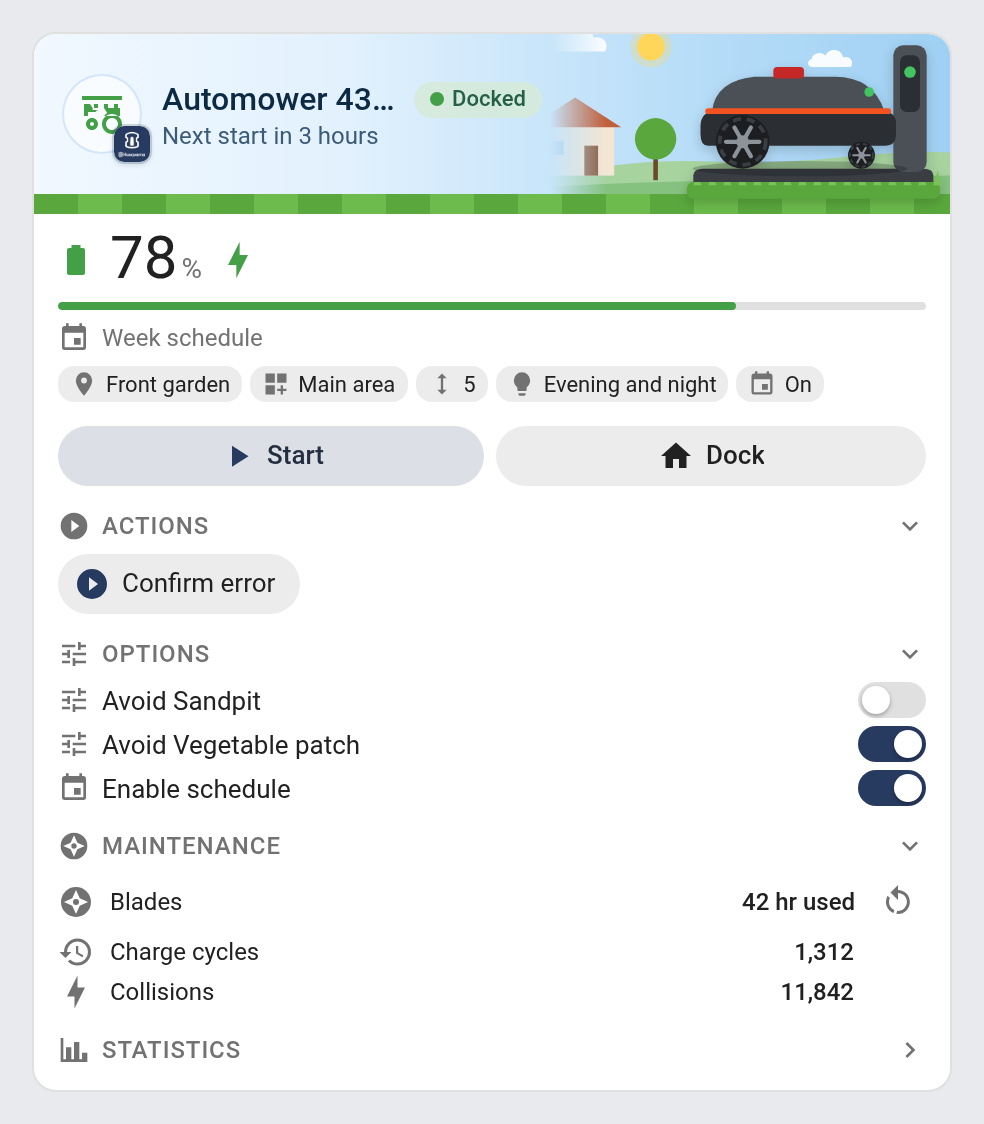 Automower 43…
Docked
Next start in 3 hours
Husqvarna
78 %
Week schedule
Front garden
Main area
5
Evening and night
On
Start
Dock
ACTIONS
Confirm error
OPTIONS
Avoid Sandpit
Avoid Vegetable patch
Enable schedule
MAINTENANCE
Blades
42 hr used
Charge cycles
1,312
Collisions
11,842
STATISTICS